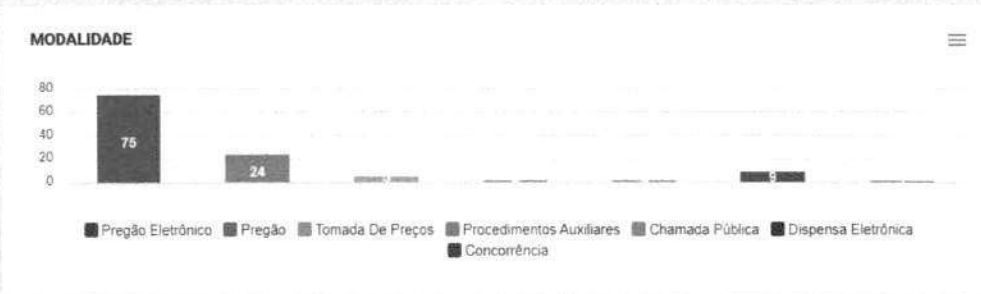 MODALIDADE
80
60
40
20
0
75
24
9
Pregão Eletrônico Pregão Tomada De Preços Procedimentos Auxiliares Chamada Pública Dispensa Eletrônica
Concorrência